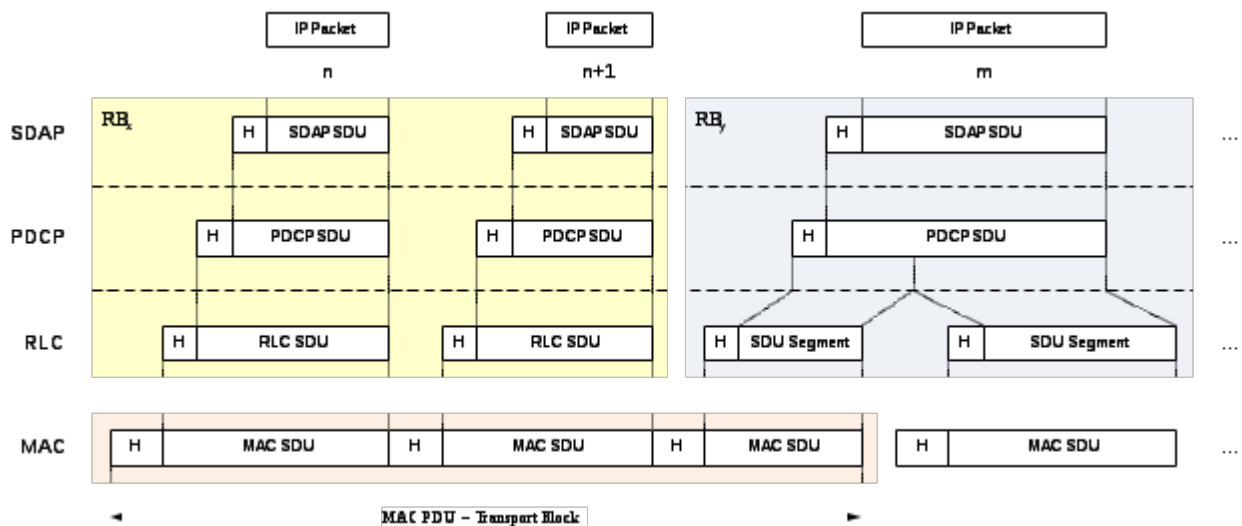 IP Packet IP Packet IP Packet
n n+1 m
RBx RBy
SDAP H SDAP SDU H SDAP SDU H SDAP SDU ...
PDCP H PDCP SDU H PDCP SDU H PDCP SDU ...
RLC H RLC SDU H RLC SDU H SDU Segment H SDU Segment ...
MAC H MAC SDU H MAC SDU H MAC SDU H MAC SDU ...
MAC PDU – Transport Block